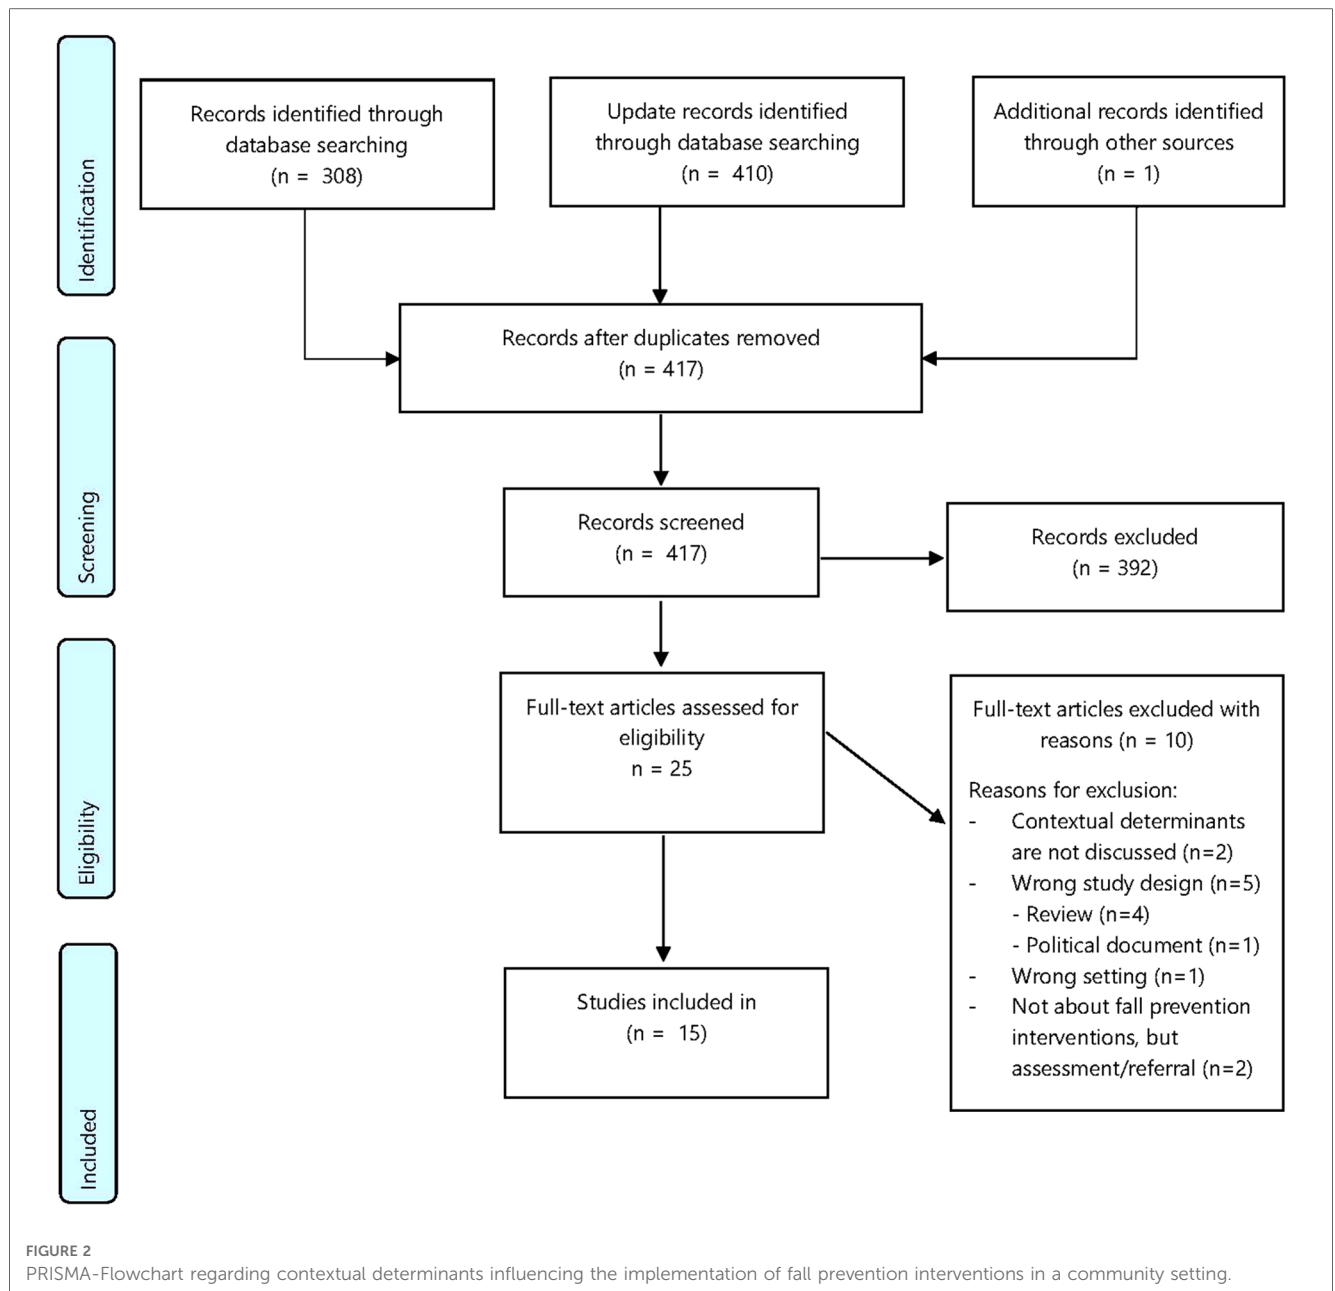 Identification
Records identified through
database searching
(n = 308)
Update records identified
through database searching
(n = 410)
Additional records identified
through other sources
(n = 1)
Records after duplicates removed
(n = 417)
Screening
Records screened
(n = 417)
Records excluded
(n = 392)
Eligibility
Full-text articles assessed for
eligibility
n = 25
Full-text articles excluded with
reasons (n = 10)
Reasons for exclusion:
- Contextual determinants
are not discussed (n=2)
- Wrong study design (n=5)
- Review (n=4)
- Political document (n=1)
- Wrong setting (n=1)
- Not about fall prevention
interventions, but
assessment/referral (n=2)
Included
Studies included in
(n = 15)
FIGURE 2
PRISMA-Flowchart regarding contextual determinants influencing the implementation of fall prevention interventions in a community setting.